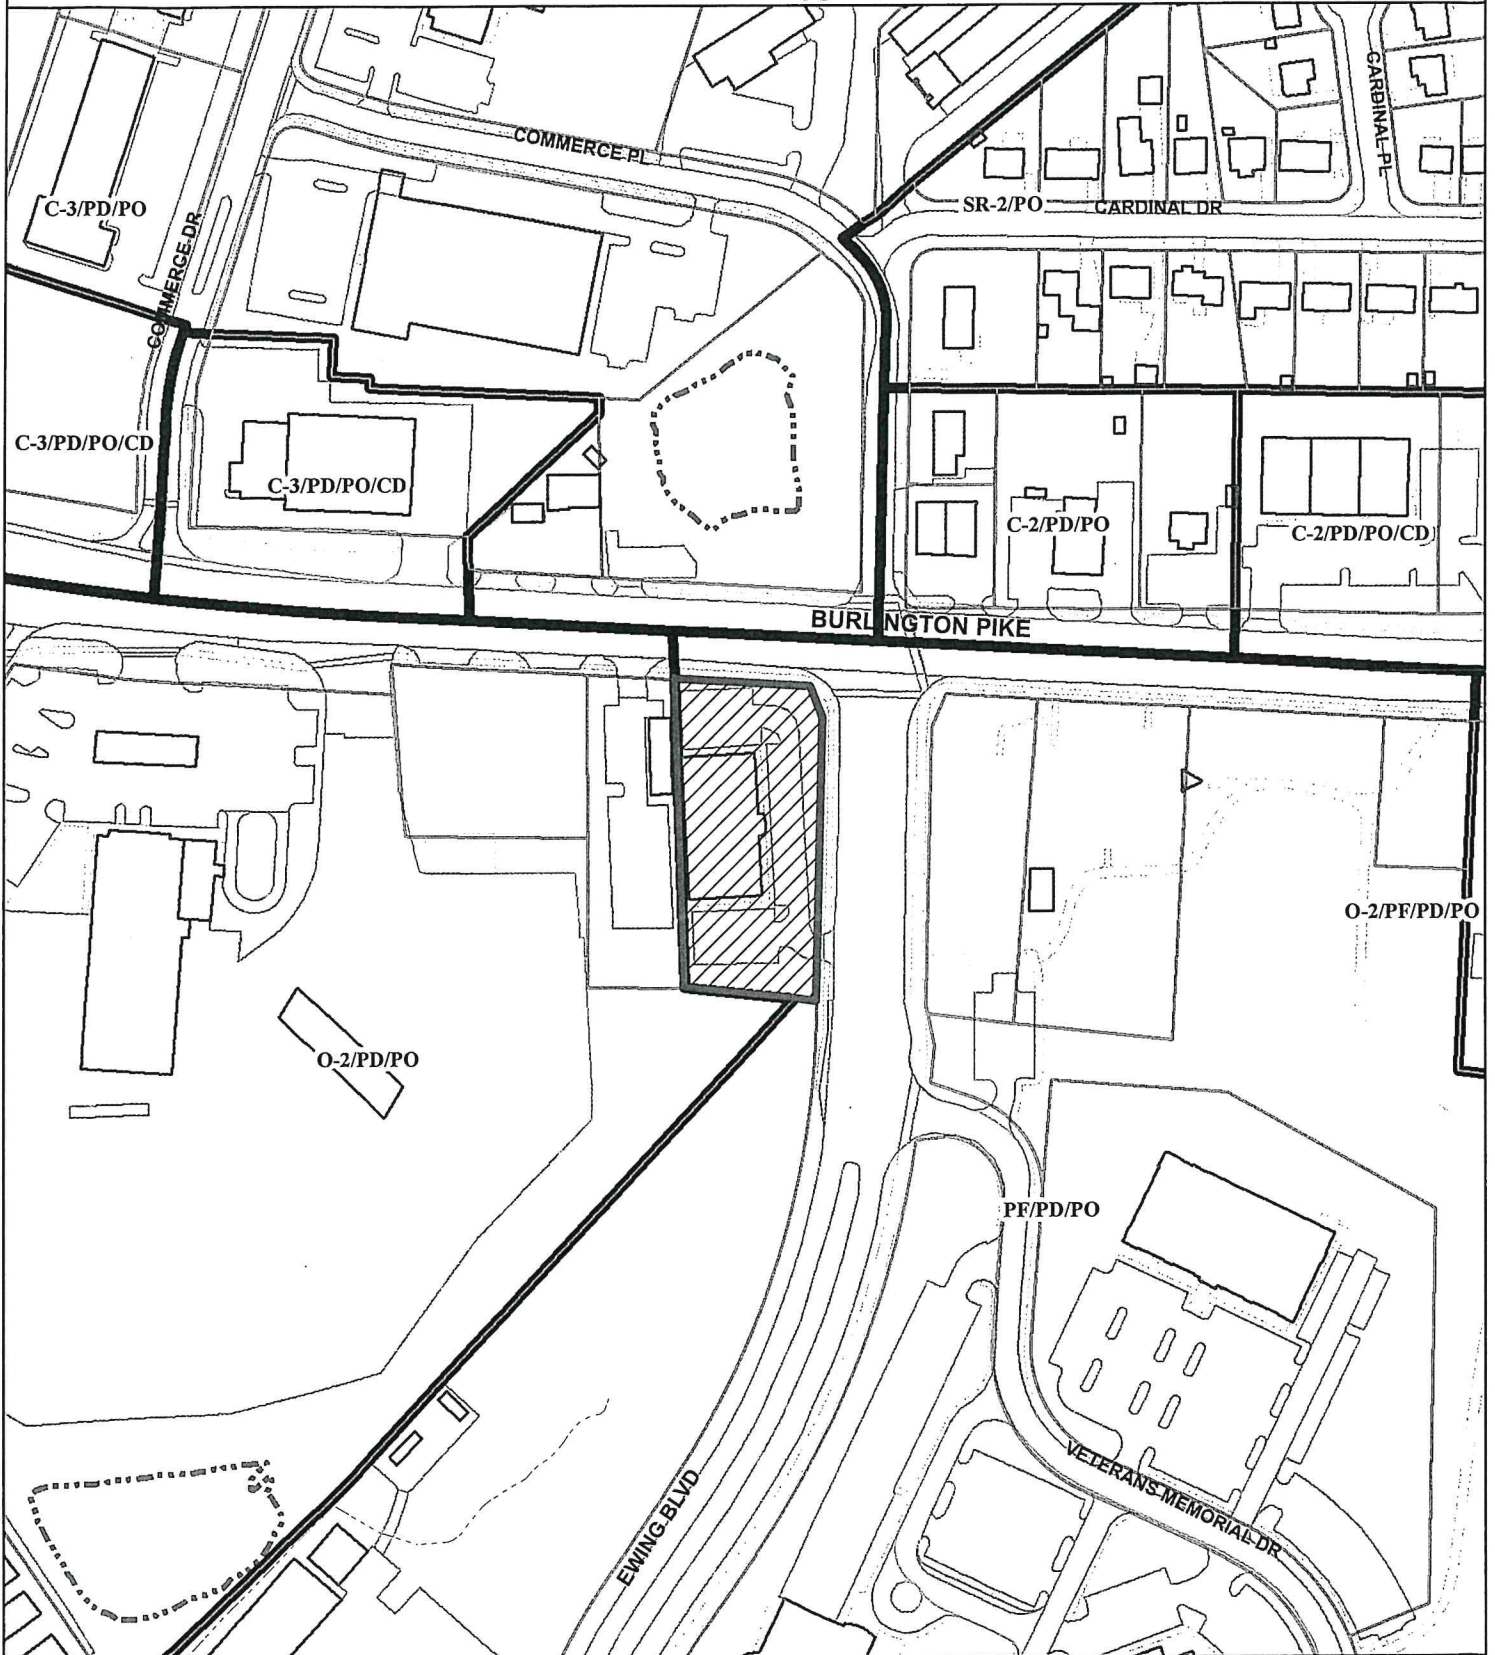 COMMERCE PL
CARDINAL PL
C-3/PD/PO
SR-2/PO
CARDINAL DR
COMMERCE DR
C-3/PD/PO/CD
C-3/PD/PO/CD
C-2/PD/PO
C-2/PD/PO/CD
BURLINGTON PIKE
O-2/PF/PD/PO
O-2/PD/PO
PF/PD/PO
EWING BLVD
VETERANS MEMORIAL DR